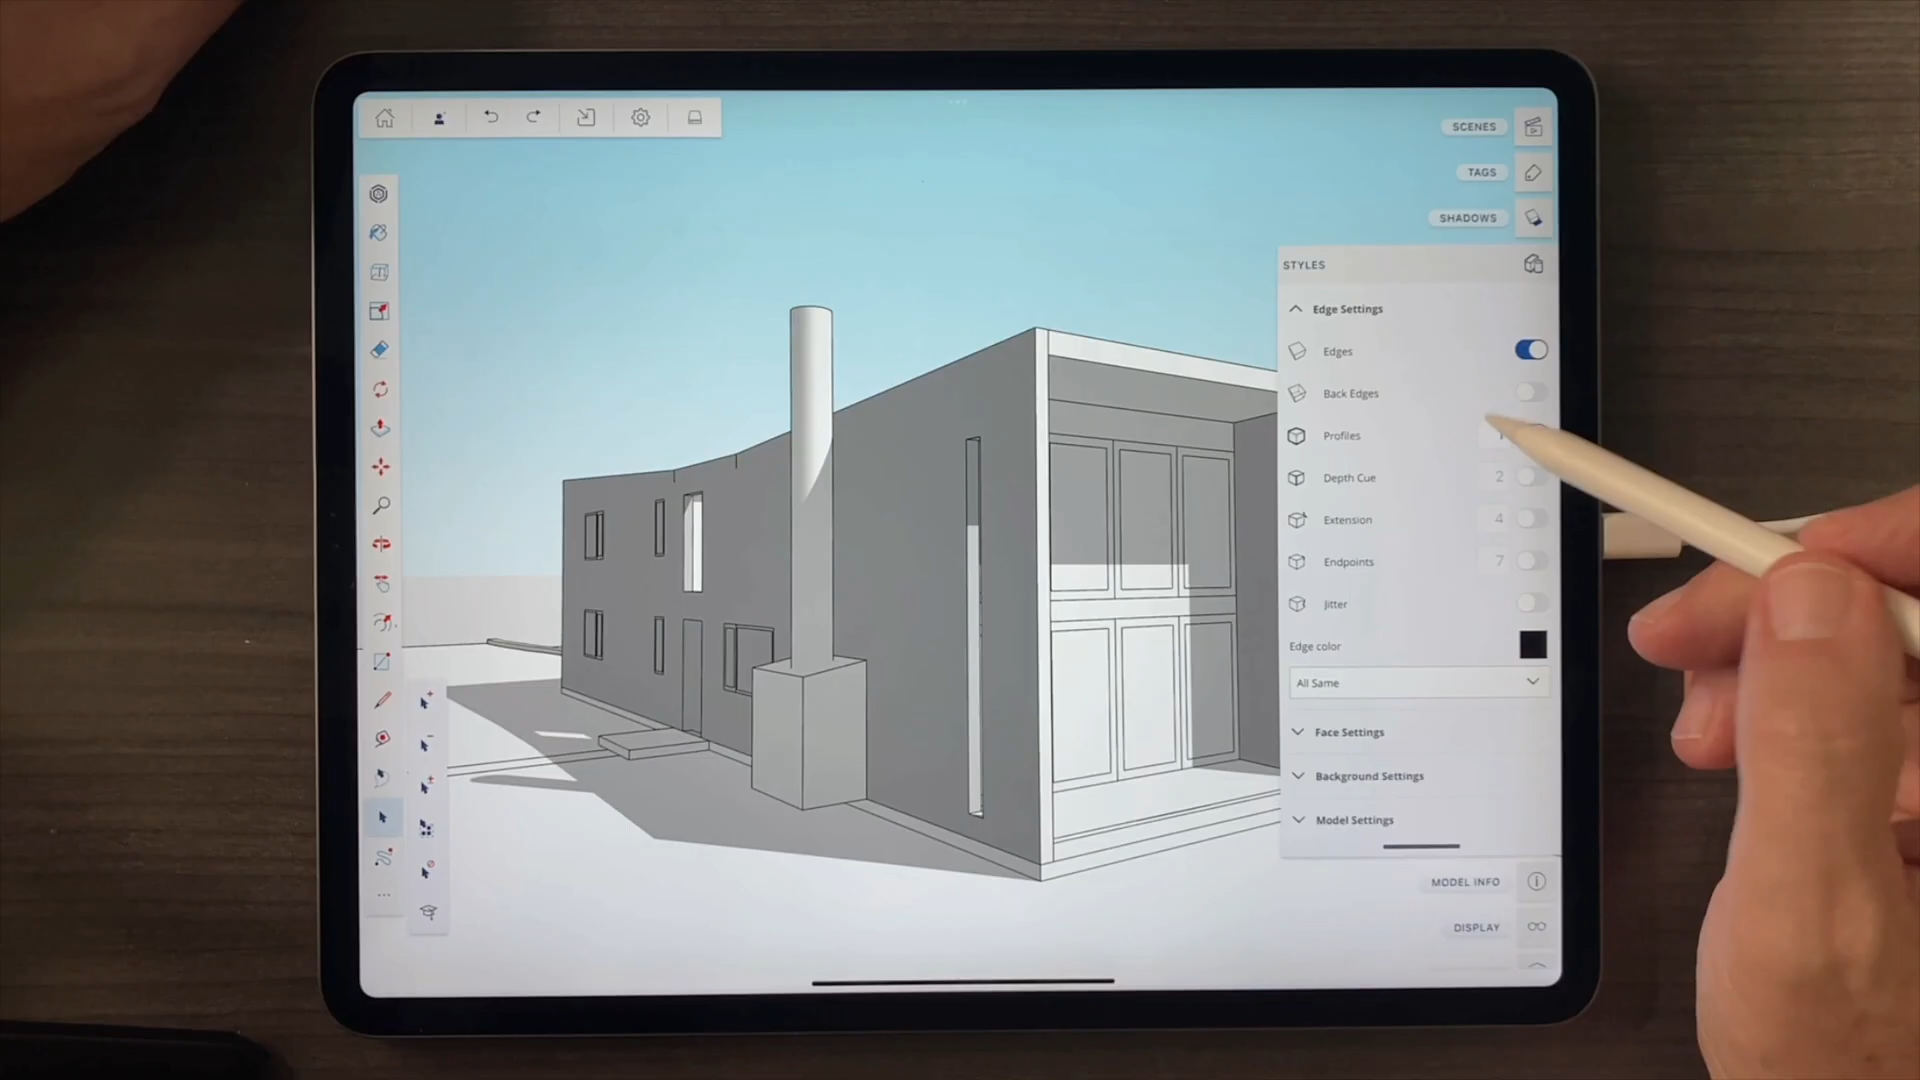 SCENES
TAGS
SHADOWS
STYLES
Edge Settings
Edges
Back Edges
Profiles
Depth Cue 2
Extension 4
Endpoints 7
Jitter
Edge color
All Same
Face Settings
Background Settings
Model Settings
MODEL INFO
DISPLAY